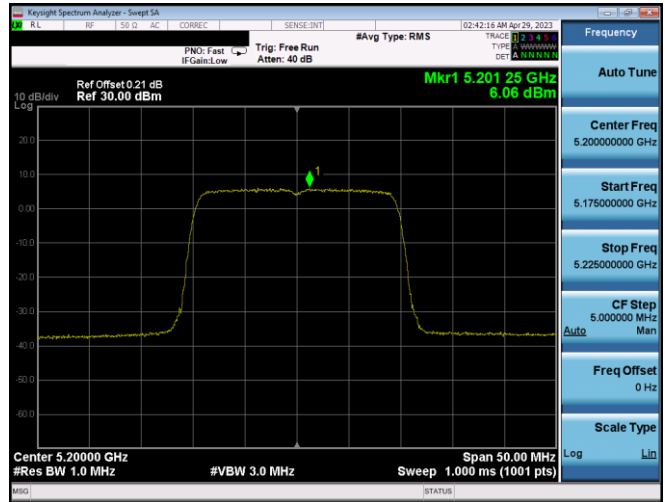 Keysight Spectrum Analyzer - Swept SA
RL RF 50 Ω AC CORREC SENSE:INT 02:42:16 AM Apr 29, 2023
#Avg Type: RMS TRACE 1 2 3 4 5 6
PNO: Fast Trig: Free Run TYPE A WWWWW
IFGain:Low Atten: 40 dB DET A N N N N N
Mkr1 5.201 25 GHz
Ref Offset 0.21 dB
10 dB/div Ref 30.00 dBm 6.06 dBm
Log
20.0
1
0.00
-10.0
-20.0
-30.0
-40.0
-50.0
-60.0
Center 5.20000 GHz Span 50.00 MHz
#Res BW 1.0 MHz #VBW 3.0 MHz Sweep 1.000 ms (1001 pts)
MSG STATUS
Frequency
Auto Tune
Center Freq
5.200000000 GHz
Start Freq
5.175000000 GHz
Stop Freq
5.225000000 GHz
CF Step
5.000000 MHz
Auto Man
Freq Offset
0 Hz
Scale Type
Log Lin